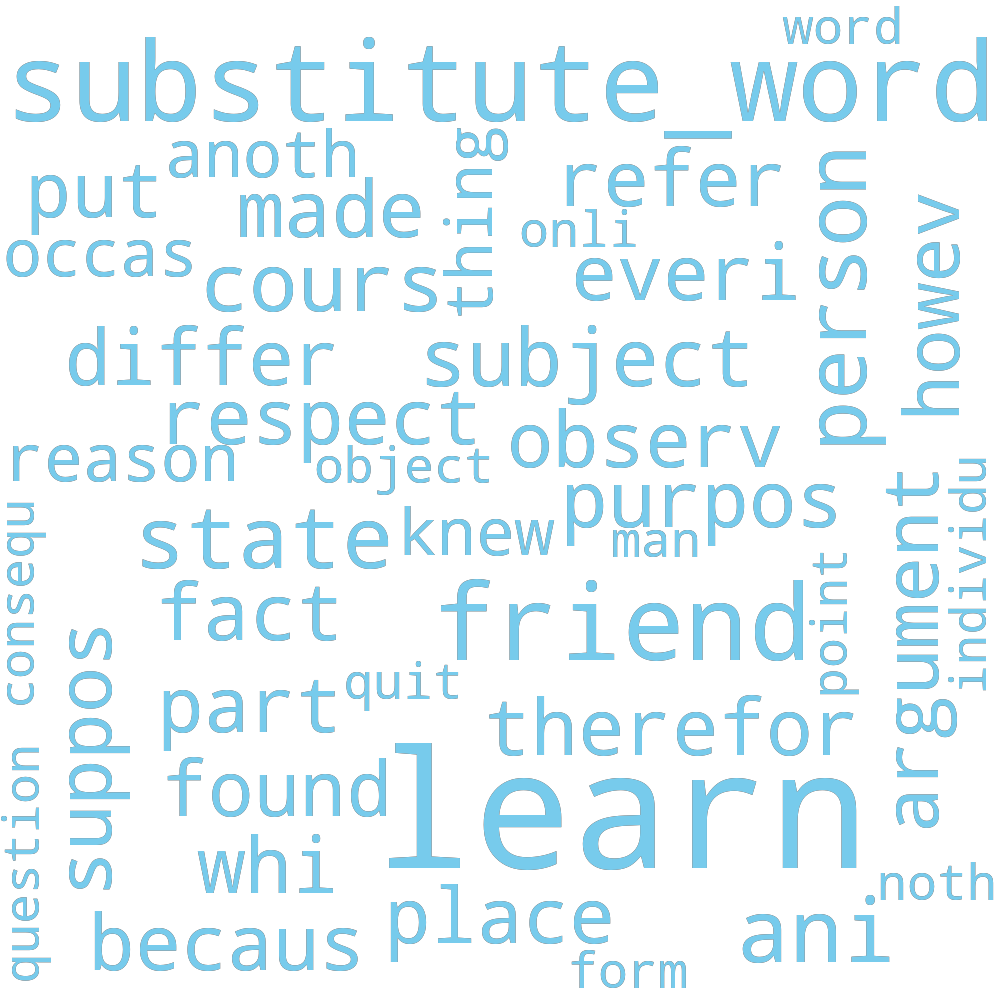 word
substitute_word
anoth
thing
refer
put
made
person
onli
howev
occas
cours
everi
differ
subject
respect
observ
reason
object
purpos
argument
individu
state
knew
man
consequ
fact
friend
point
suppos
part
quit
therefor
question
found
learn
whi
noth
becaus
place
ani
form